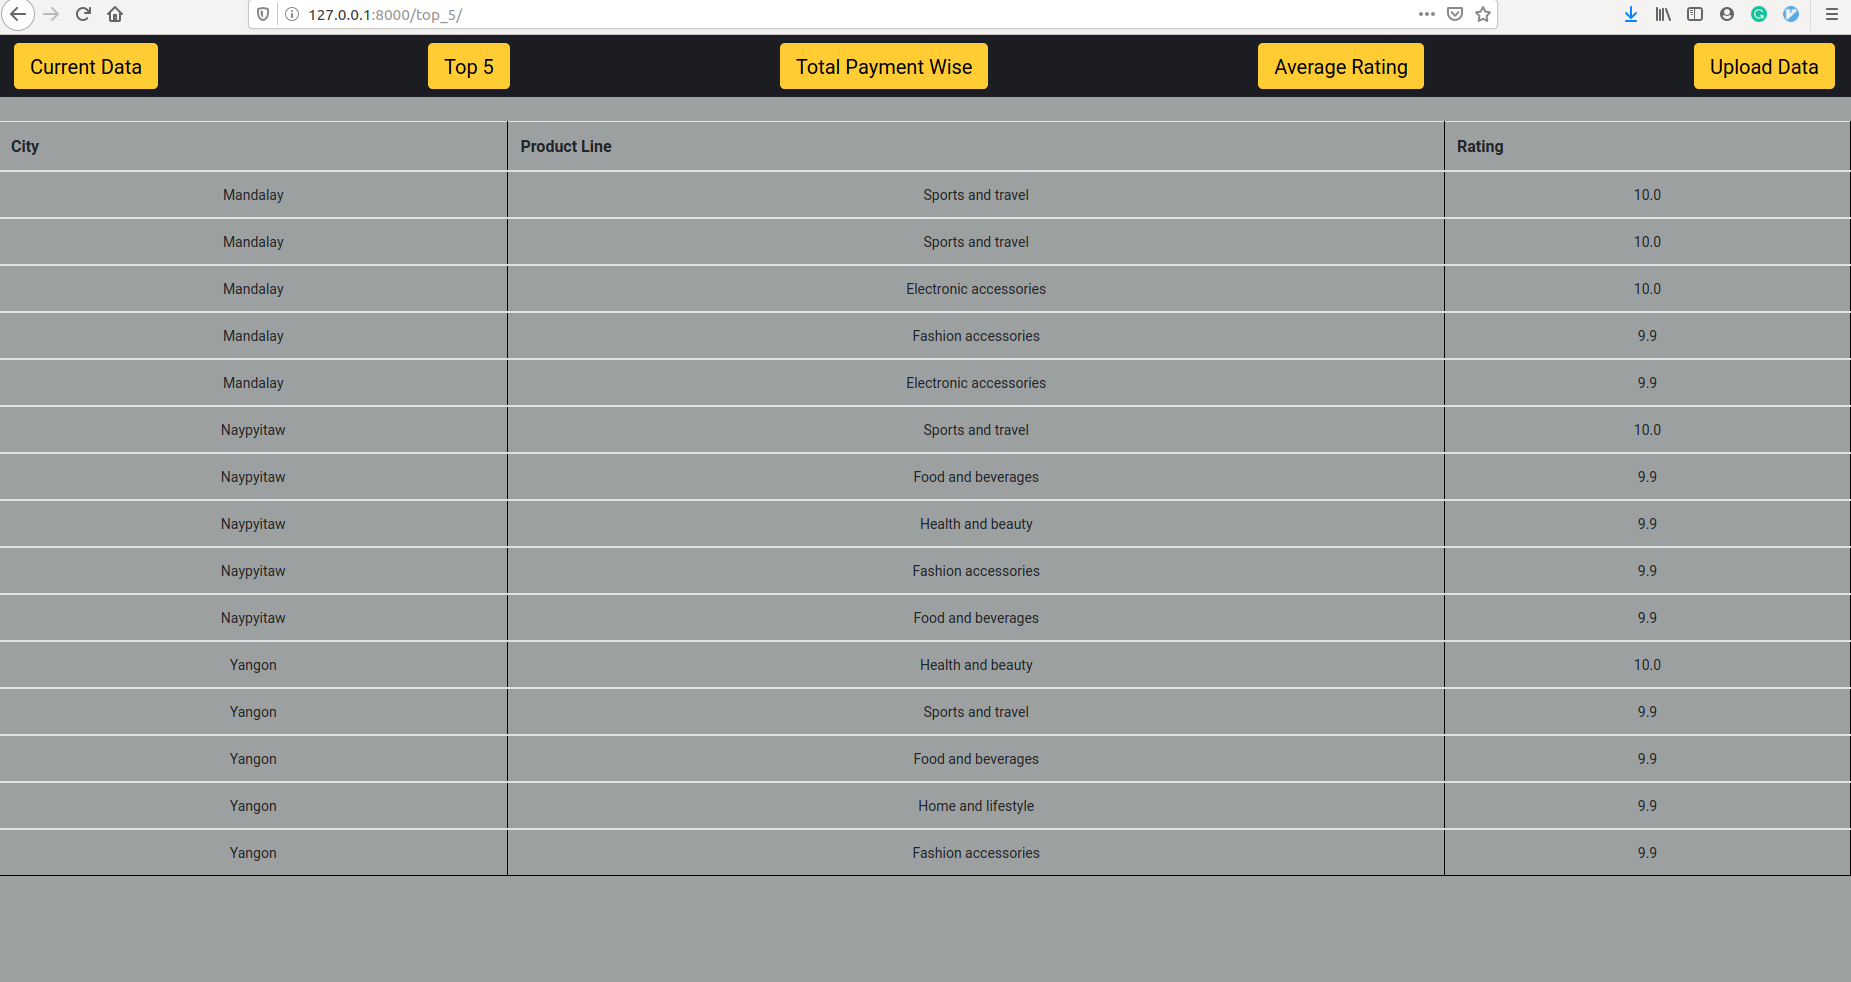 127.0.0.1:8000/top_5/
Current Data Top 5 Total Payment Wise Average Rating Upload Data
City Product Line Rating
Mandalay Sports and travel 10.0
Mandalay Sports and travel 10.0
Mandalay Electronic accessories 10.0
Mandalay Fashion accessories 9.9
Mandalay Electronic accessories 9.9
Naypyitaw Sports and travel 10.0
Naypyitaw Food and beverages 9.9
Naypyitaw Health and beauty 9.9
Naypyitaw Fashion accessories 9.9
Naypyitaw Food and beverages 9.9
Yangon Health and beauty 10.0
Yangon Sports and travel 9.9
Yangon Food and beverages 9.9
Yangon Home and lifestyle 9.9
Yangon Fashion accessories 9.9